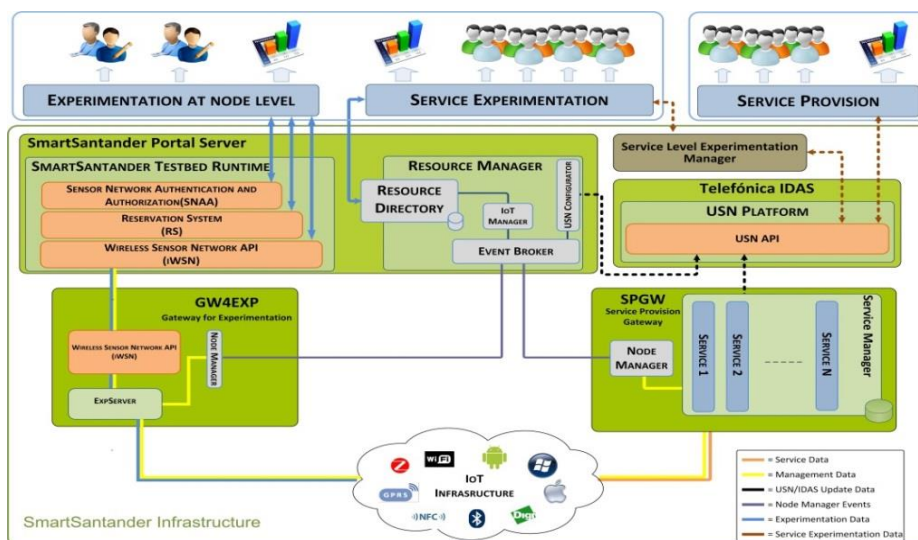 EXPERIMENTATION AT NODE LEVEL
SERVICE EXPERIMENTATION
SERVICE PROVISION
SmartSantander Portal Server
SMARTSANTANDER TESTBED RUNTIME
SENSOR NETWORK AUTHENTICATION AND
AUTHORIZATION(SNAA)
RESERVATION SYSTEM
(RS)
WIRELESS SENSOR NETWORK API
(iWSN)
RESOURCE MANAGER
RESOURCE
DIRECTORY
IOT
MANAGER
USN CONFIGURATOR
EVENT BROKER
Service Level Experimentation
Manager
Telefónica IDAS
USN PLATFORM
USN API
GW4EXP
Gateway for Experimentation
WIRELESS SENSOR NETWORK API
(iWSN)
NODE MANAGER
EXPSERVER
SPGW
Service Provision
Gateway
NODE
MANAGER
SERVICE 1
SERVICE 2
SERVICE N
Service Manager
Wi Fi
GPRS
IOT
INFRASRUCTURE
NFC
Digi
SmartSantander Infrastructure
= Service Data
= Management Data
= USN/IDAS Update Data
= Node Manager Events
= Experimentation Data
= Service Experimentation Data